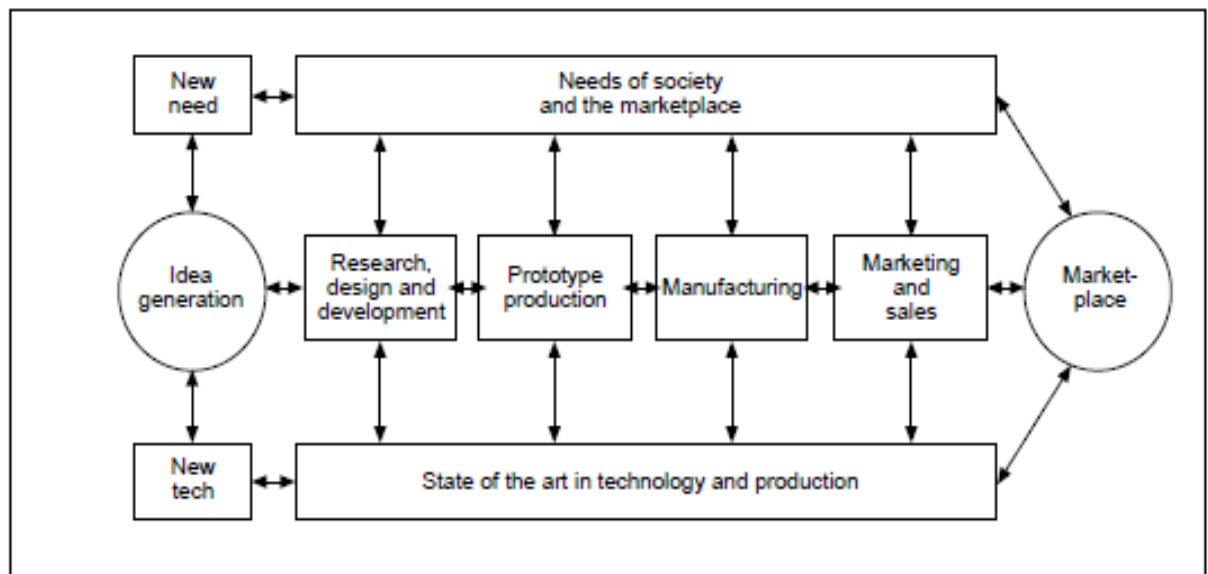 New
need
Needs of society
and the marketplace
Idea
generation
Research,
design and
development
Prototype
production
Manufacturing
Marketing
and
sales
Market-
place
New
tech
State of the art in technology and production